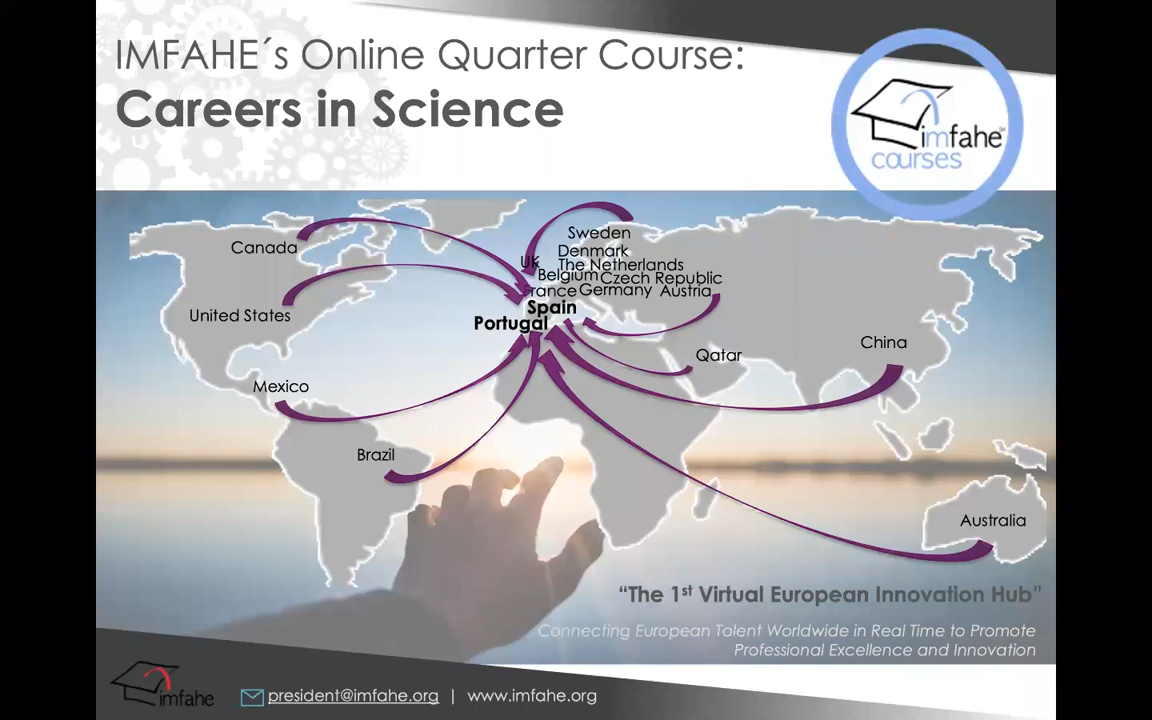 IMFAHE´s Online Quarter Course:
Careers in Science
imfahe
courses
Sweden
Canada
Denmark
UK
The Netherlands
Belgium
Czech Republic
France
Germany
Austria
Spain
United States
Portugal
China
Qatar
Mexico
Brazil
Australia
“The 1st Virtual European Innovation Hub”
Connecting European Talent Worldwide in Real Time to Promote
Professional Excellence and Innovation
imfahe
president@imfahe.org | www.imfahe.org